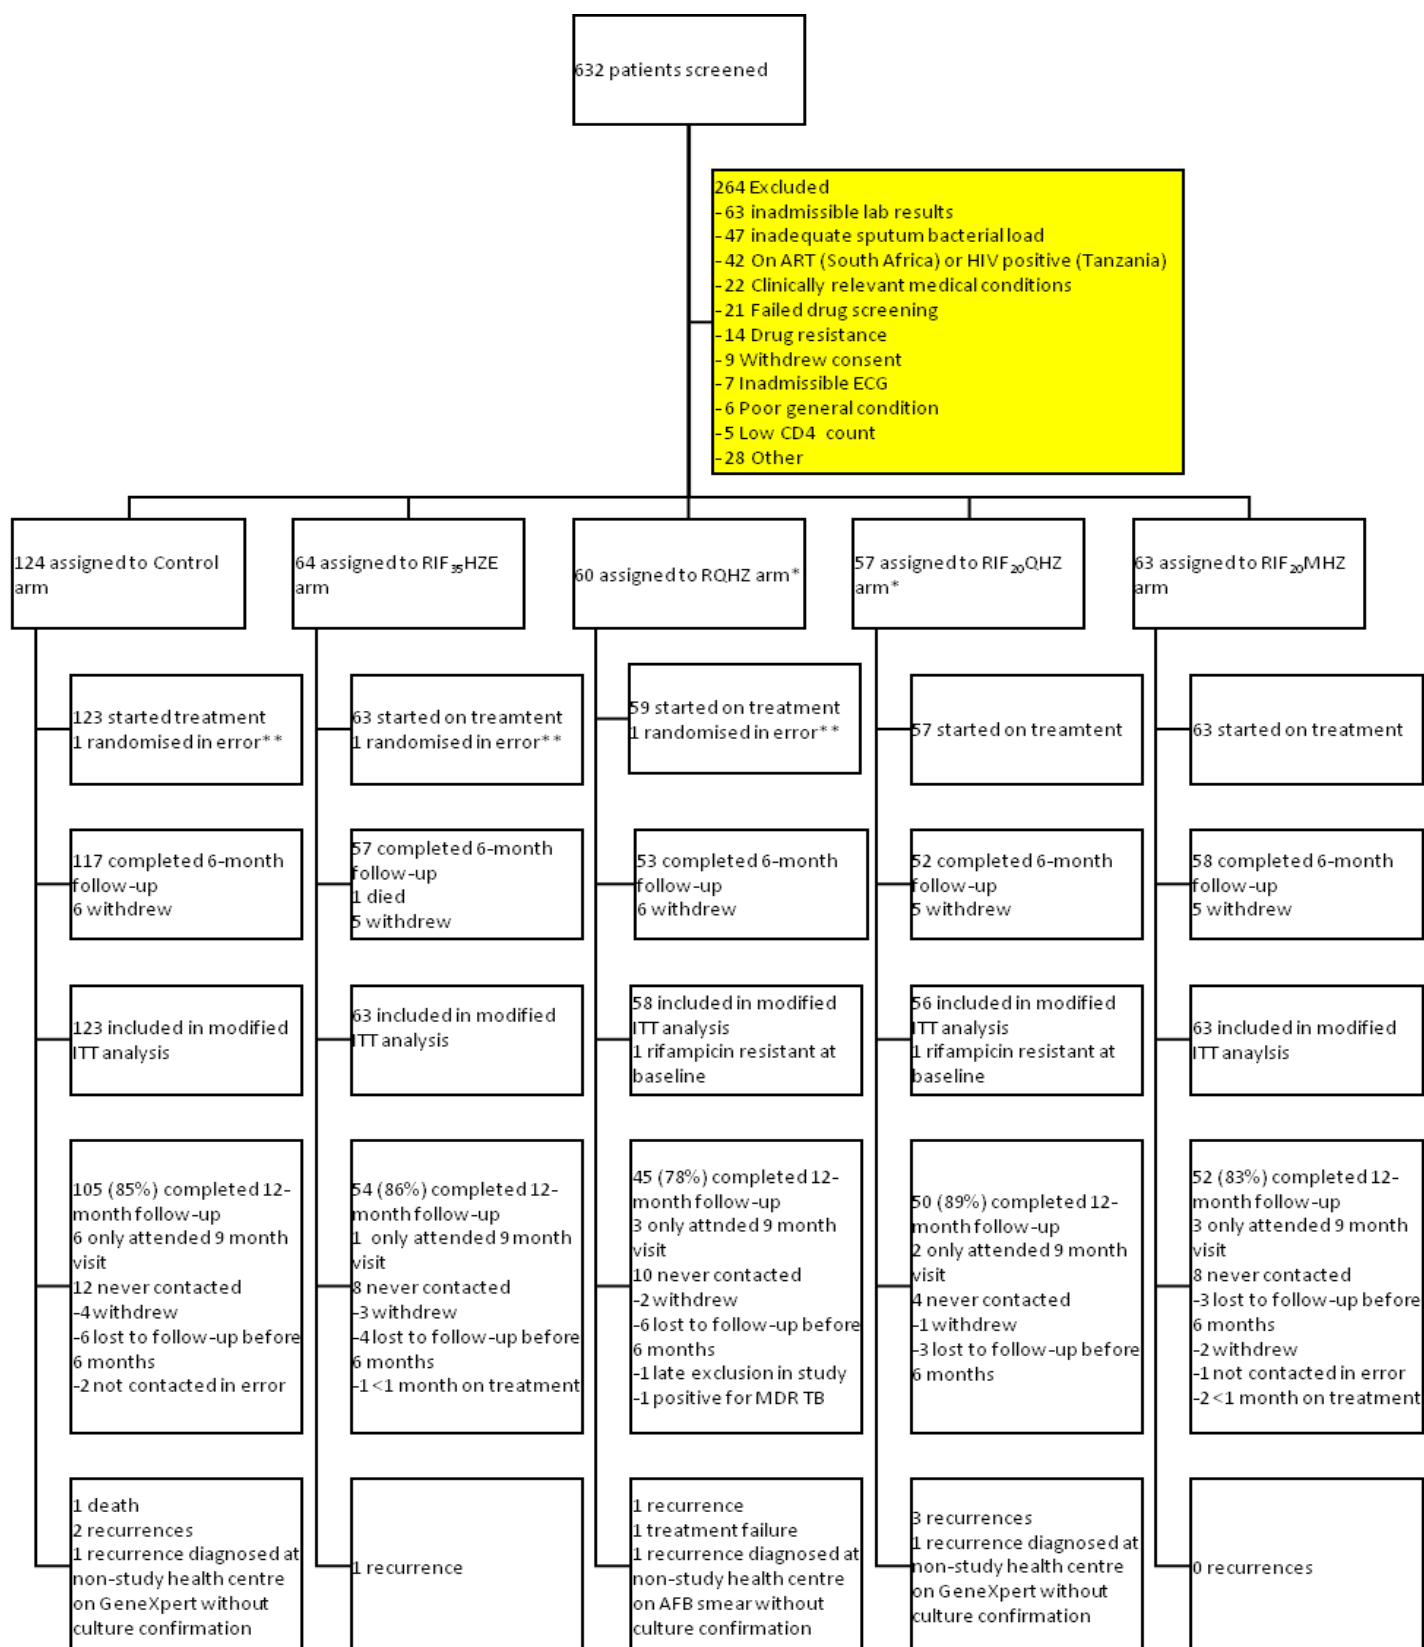 632 patients screened
264 Excluded
-63 inadmissible lab results
-47 inadequate sputum bacterial load
-42 On ART (South Africa) or HIV positive (Tanzania)
-22 Clinically relevant medical conditions
-21 Failed drug screening
-14 Drug resistance
-9 Withdrew consent
-7 Inadmissible ECG
-6 Poor general condition
-5 Low CD4 count
-28 Other
124 assigned to Control
arm
64 assigned to RIF₃₅HZE
arm
60 assigned to RQHZ arm*
57 assigned to RIF₂₀QHZ
arm*
63 assigned to RIF₂₀MHZ
arm
123 started treatment
1 randomised in error**
63 started on treamtent
1 randomised in error**
59 started on treatment
1 randomised in error**
57 started on treamtent
63 started on treatment
117 completed 6-month
follow-up
6 withdrew
57 completed 6-month
follow-up
1 died
5 withdrew
53 completed 6-month
follow-up
6 withdrew
52 completed 6-month
follow-up
5 withdrew
58 completed 6-month
follow-up
5 withdrew
123 included in modified
ITT analysis
63 included in modified
ITT analysis
58 included in modified
ITT analysis
1 rifampicin resistant at
baseline
56 included in modified
ITT analysis
1 rifampicin resistant at
baseline
63 included in modified
ITT anaylsis
105 (85%) completed 12-
month follow-up
6 only attended 9 month
visit
12 never contacted
-4 withdrew
-6 lost to follow-up before
6 months
-2 not contacted in error
54 (86%) completed 12-
month follow-up
1 only attended 9 month
visit
8 never contacted
-3 withdrew
-4 lost to follow-up before
6 months
-1 <1 month on treatment
45 (78%) completed 12-
month follow-up
3 only attnded 9 month
visit
10 never contacted
-2 withdrew
-6 lost to follow-up before
6 months
-1 late exclusion in study
-1 positive for MDR TB
50 (89%) completed 12-
month follow-up
2 only attended 9 month
visit
4 never contacted
-1 withdrew
-3 lost to follow-up before
6 months
52 (83%) completed 12-
month follow-up
3 only attended 9 month
visit
8 never contacted
-3 lost to follow-up before
6 months
-2 withdrew
-1 not contacted in error
-2 <1 month on treatment
1 death
2 recurrences
1 recurrence diagnosed at
non-study health centre
on GeneXpert without
culture confirmation
1 recurrence
1 recurrence
1 treatment failure
1 recurrence diagnosed at
non-study health centre
on AFB smear without
culture confirmation
3 recurrences
1 recurrence diagnosed at
non-study health centre
on GeneXpert without
culture confirmation
0 recurrences